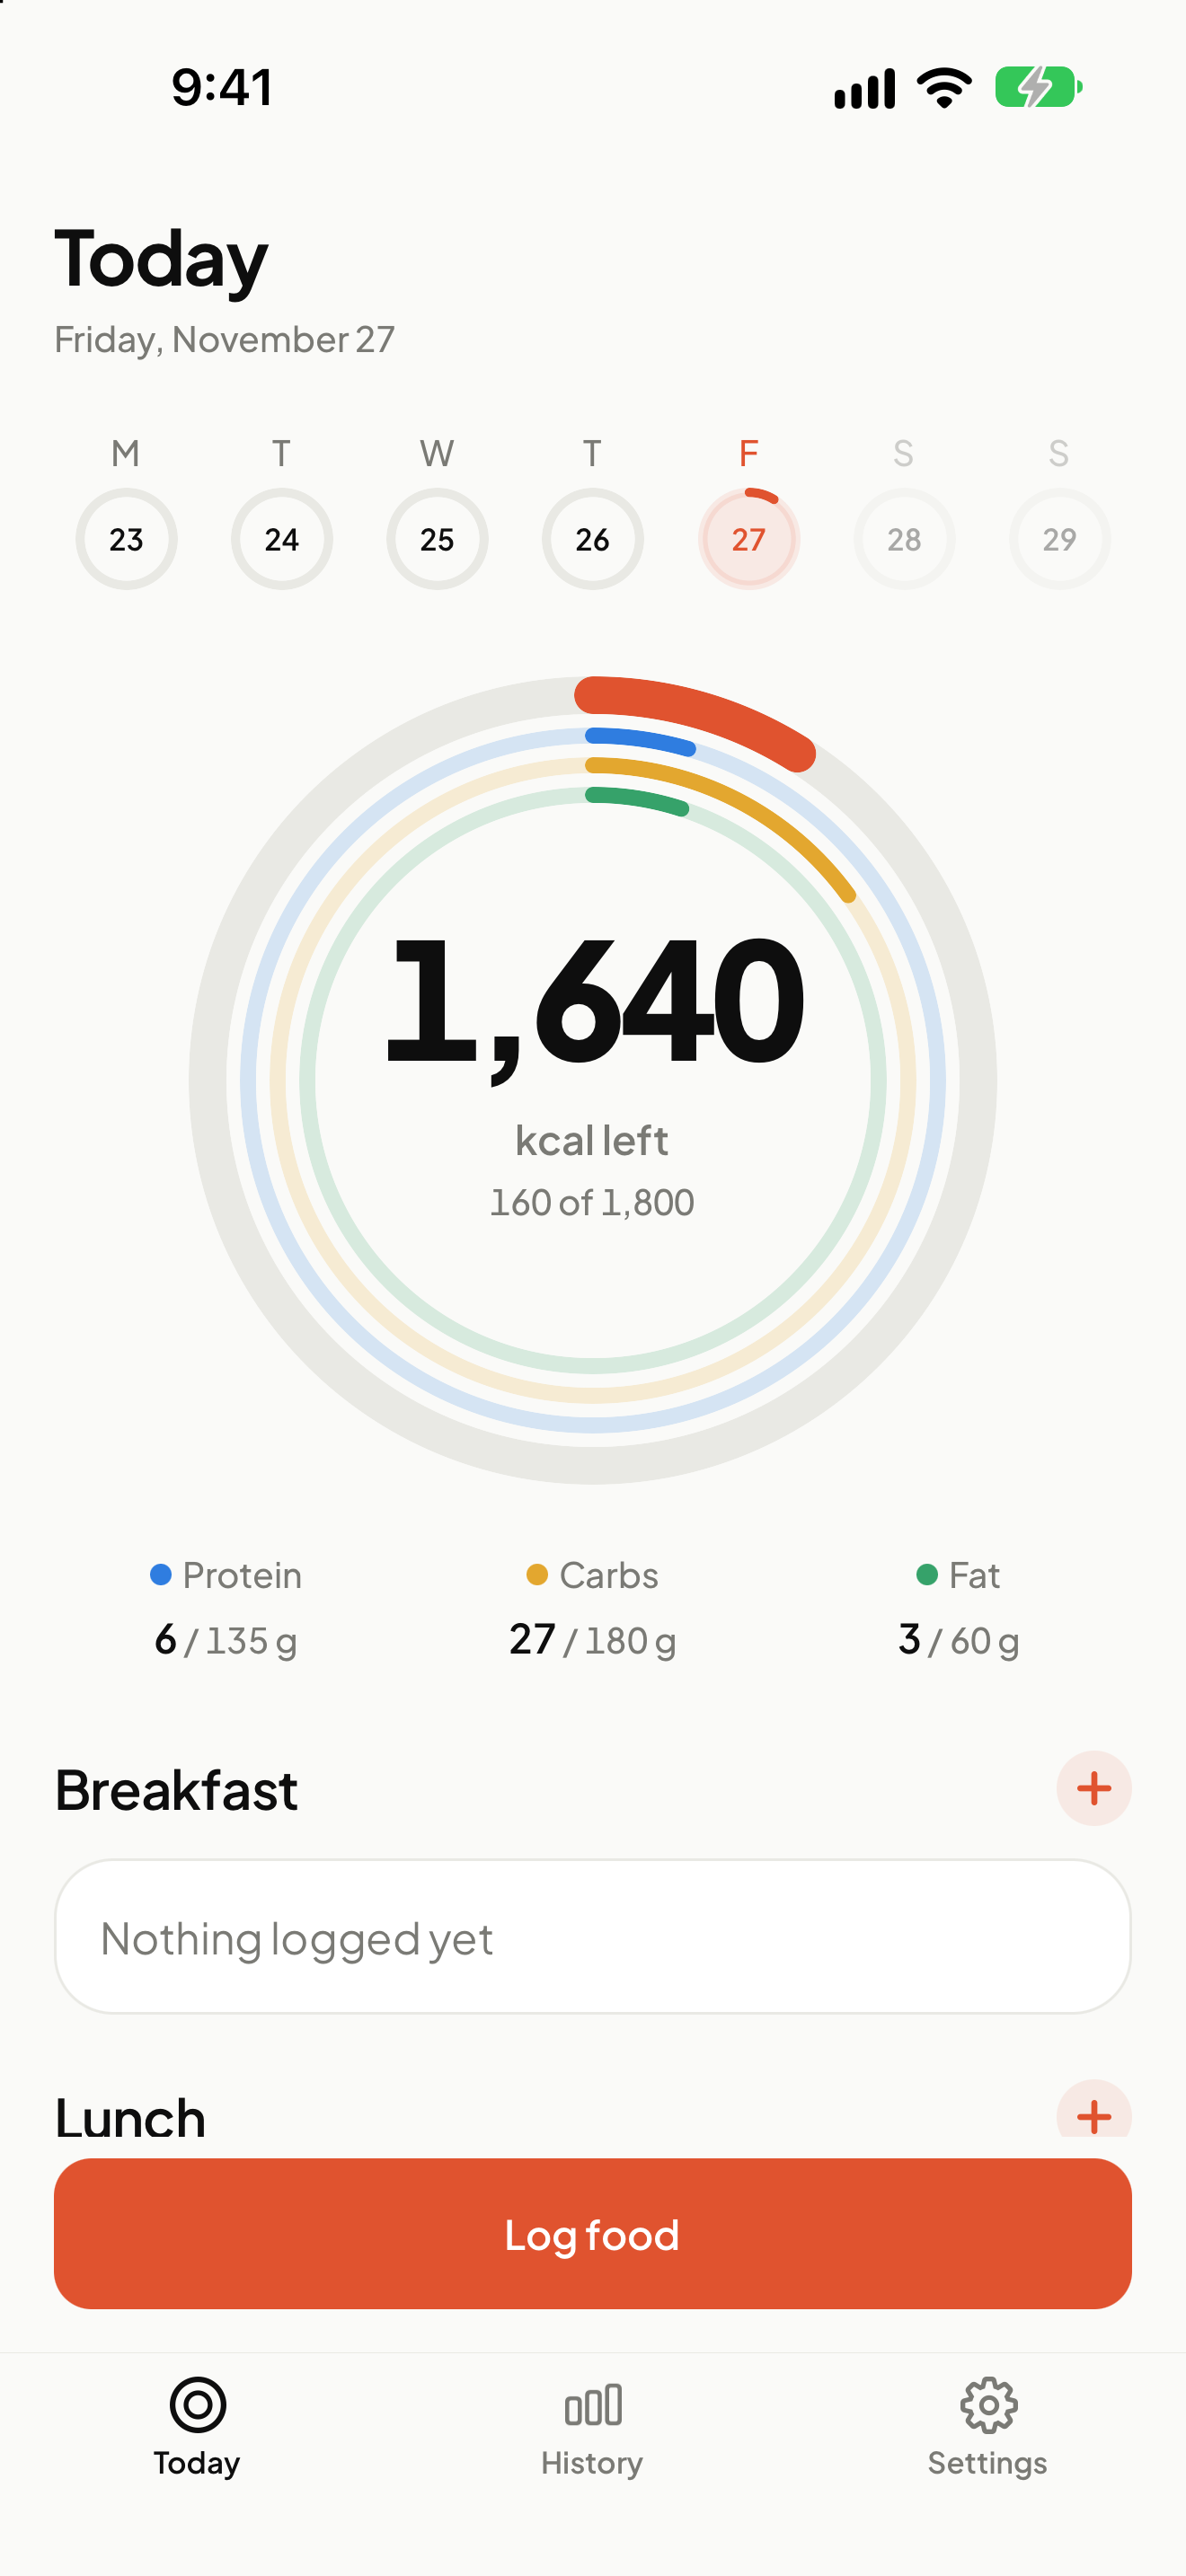 9:41
Today
Friday, November 27
M T W T F S S
23 24 25 26 27 28 29
1,640
kcal left
160 of 1,800
Protein Carbs Fat
6 / 135 g 27 / 180 g 3 / 60 g
Breakfast
Nothing logged yet
Lunch
Log food
Today History Settings